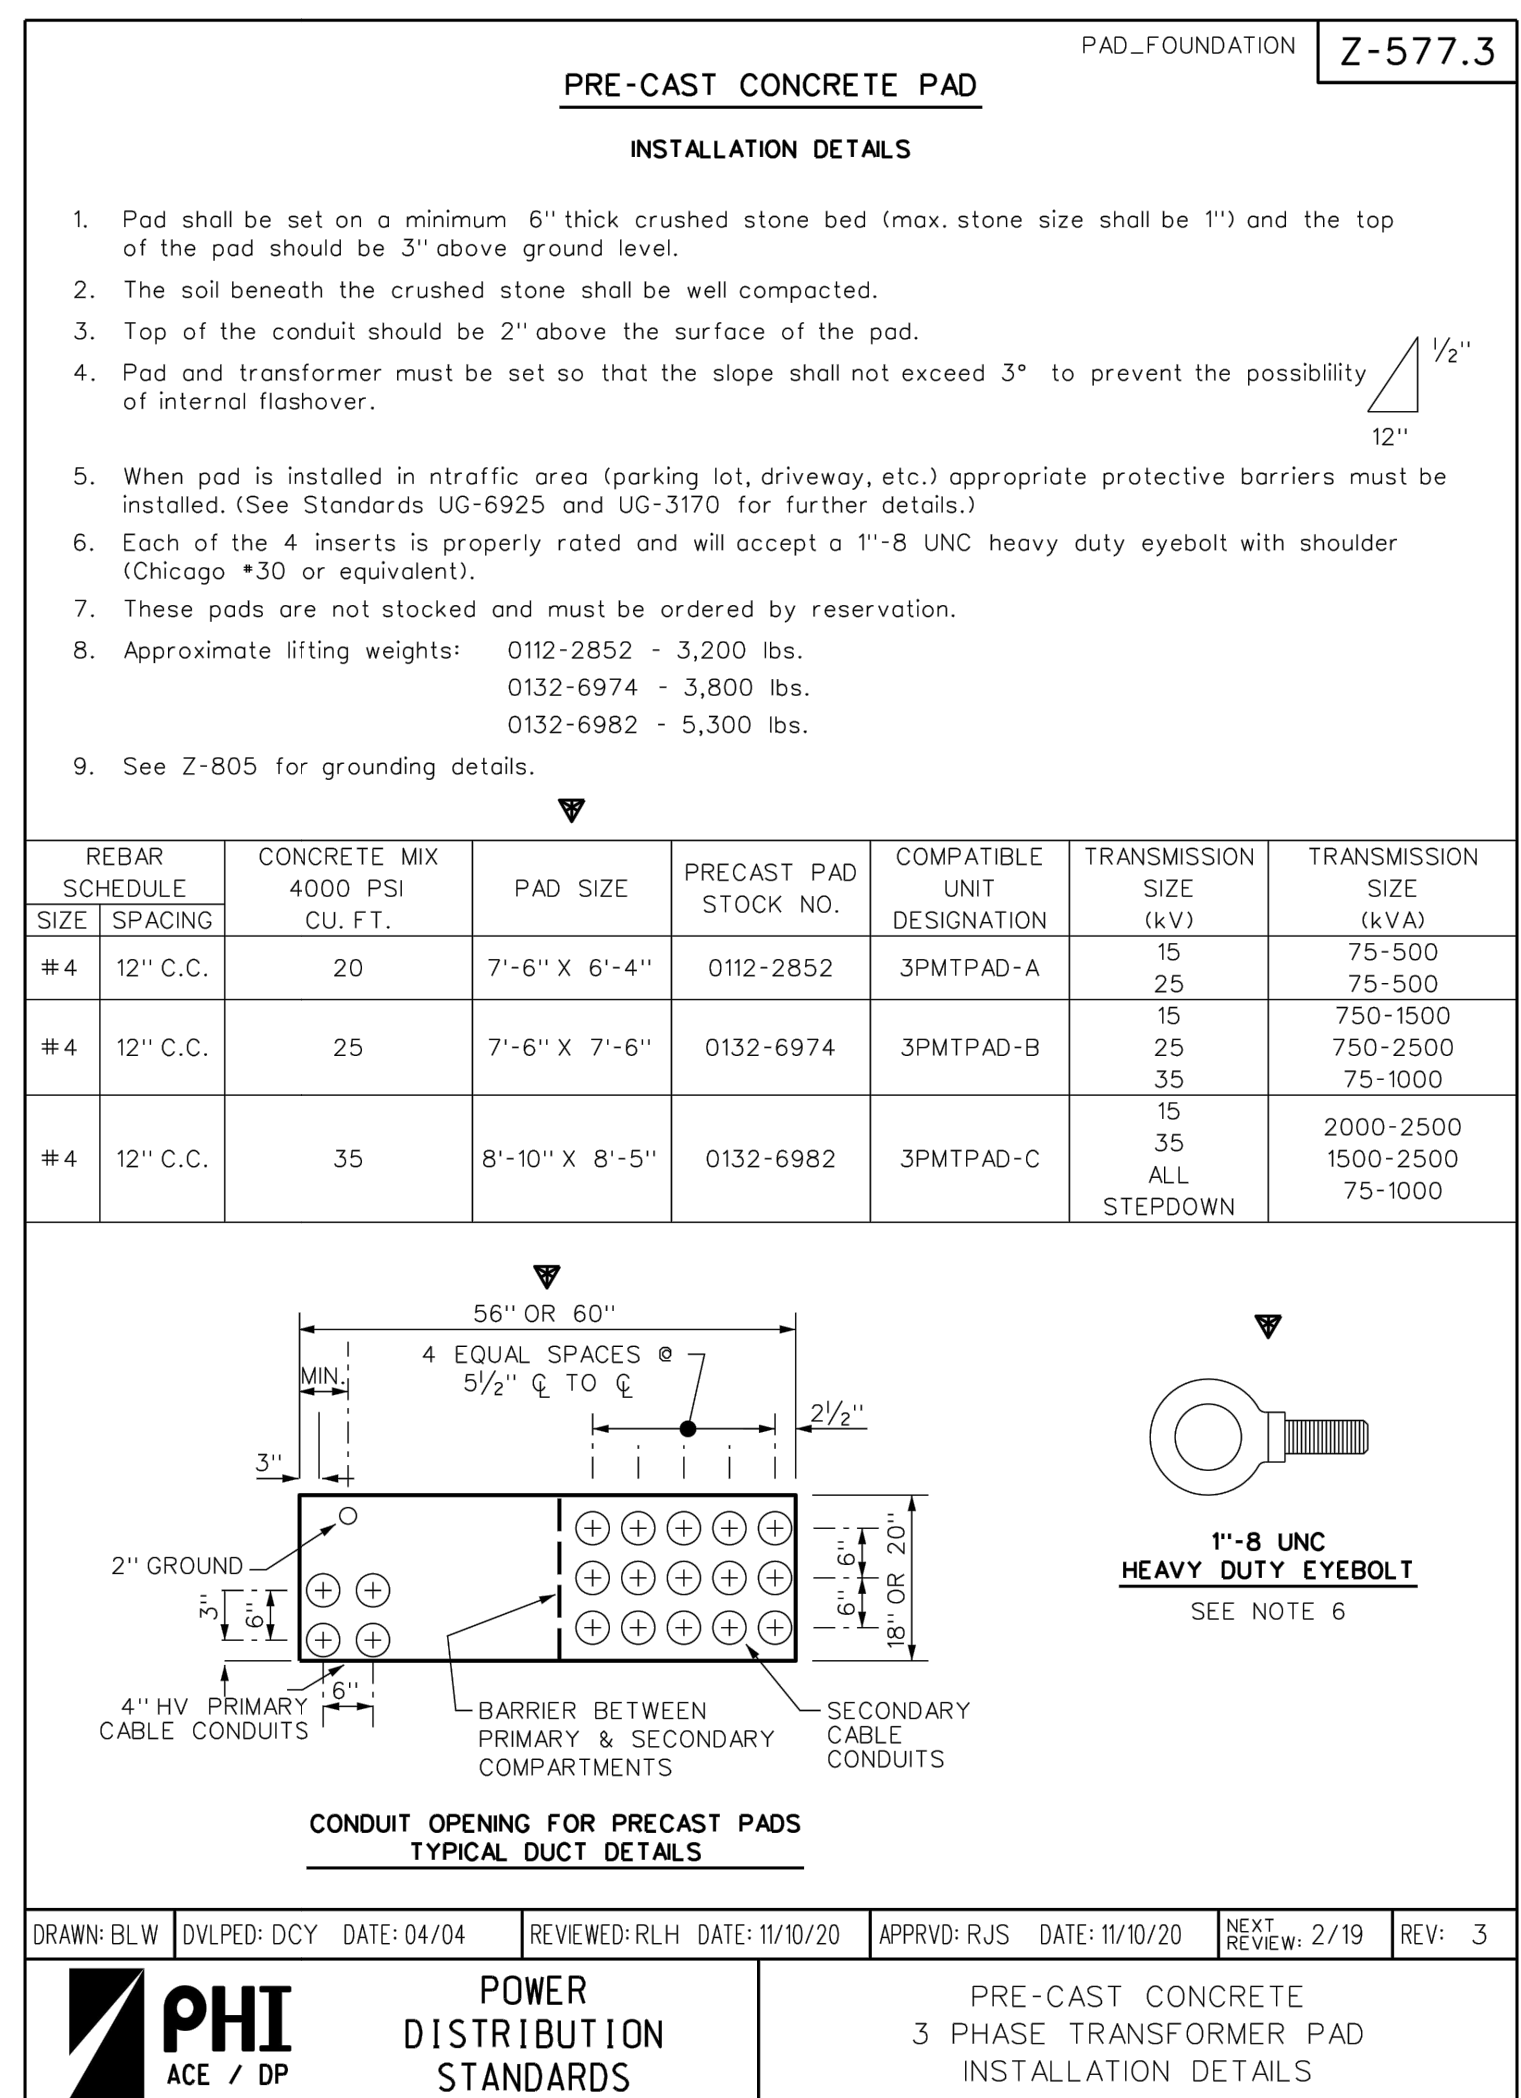 PAD_FOUNDATION
Z-577.3
PRE-CAST CONCRETE PAD
INSTALLATION DETAILS
1. Pad shall be set on a minimum 6" thick crushed stone bed (max. stone size shall be 1") and the top
of the pad should be 3" above ground level.
2. The soil beneath the crushed stone shall be well compacted.
3. Top of the conduit should be 2" above the surface of the pad.
4. Pad and transformer must be set so that the slope shall not exceed 3° to prevent the possiblility
of internal flashover.
1/2"
12"
5. When pad is installed in ntraffic area (parking lot, driveway, etc.) appropriate protective barriers must be
installed. (See Standards UG-6925 and UG-3170 for further details.)
6. Each of the 4 inserts is properly rated and will accept a 1"-8 UNC heavy duty eyebolt with shoulder
(Chicago #30 or equivalent).
7. These pads are not stocked and must be ordered by reservation.
8. Approximate lifting weights: 0112-2852 - 3,200 lbs.
0132-6974 - 3,800 lbs.
0132-6982 - 5,300 lbs.
9. See Z-805 for grounding details.
REBAR SCHEDULE
SIZE SPACING
CONCRETE MIX
4000 PSI
CU. FT.
PAD SIZE
PRECAST PAD
STOCK NO.
COMPATIBLE
UNIT
DESIGNATION
TRANSMISSION
SIZE
(kV)
TRANSMISSION
SIZE
(kVA)
#4 12" C.C. 20 7'-6" X 6'-4" 0112-2852 3PMTPAD-A
15 75-500
25 75-500
#4 12" C.C. 25 7'-6" X 7'-6" 0132-6974 3PMTPAD-B
15 750-1500
25 750-2500
35 75-1000
#4 12" C.C. 35 8'-10" X 8'-5" 0132-6982 3PMTPAD-C
15
35
ALL
STEPDOWN
2000-2500
1500-2500
75-1000
56" OR 60"
4 EQUAL SPACES @
5 1/2" ℄ TO ℄
MIN.
2 1/2"
3"
2" GROUND
3"
6"
6"
6"
18" OR 20"
4" HV PRIMARY
CABLE CONDUITS
6"
BARRIER BETWEEN
PRIMARY & SECONDARY
COMPARTMENTS
SECONDARY
CABLE
CONDUITS
1"-8 UNC
HEAVY DUTY EYEBOLT
SEE NOTE 6
CONDUIT OPENING FOR PRECAST PADS
TYPICAL DUCT DETAILS
DRAWN: BLW DVLPED: DCY DATE: 04/04 REVIEWED: RLH DATE: 11/10/20 APPRVD: RJS DATE: 11/10/20 NEXT REVIEW: 2/19 REV: 3
PHI
ACE / DP
POWER
DISTRIBUTION
STANDARDS
PRE-CAST CONCRETE
3 PHASE TRANSFORMER PAD
INSTALLATION DETAILS